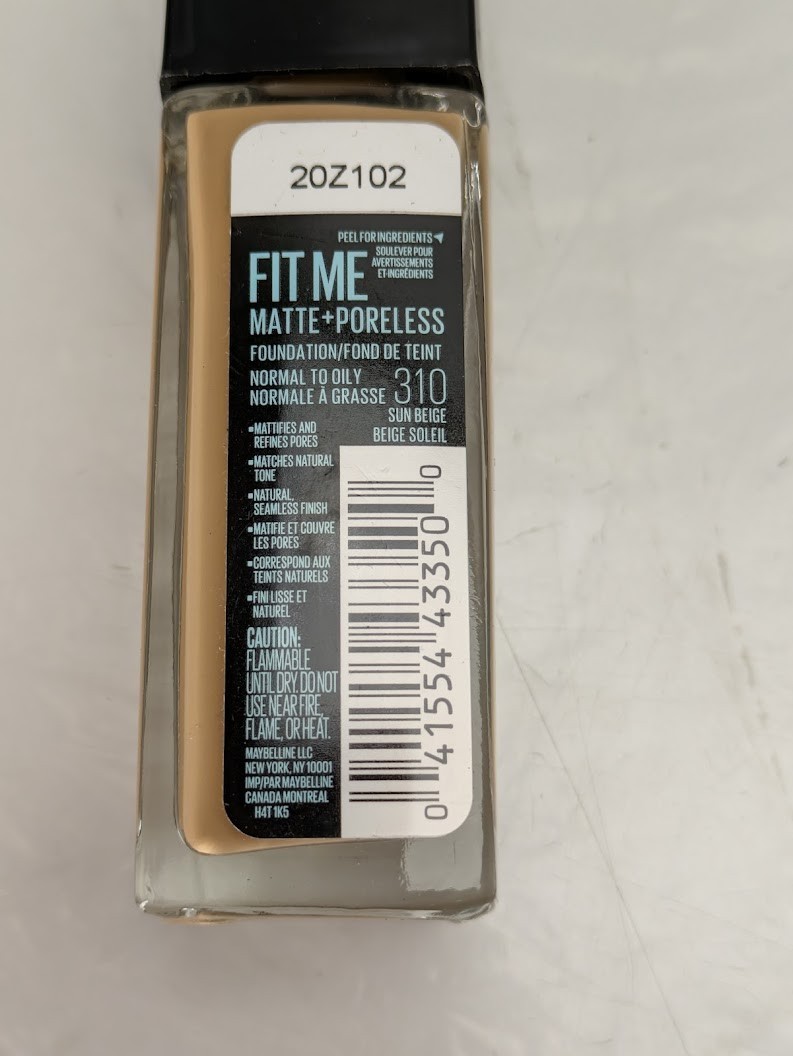 20Z102
PEEL FOR INGREDIENTS
SOULEVER POUR
AVERTISSEMENTS
ET INGRÉDIENTS
FIT ME
MATTE+PORELESS
FOUNDATION/FOND DE TEINT
NORMAL TO OILY
NORMALE À GRASSE
310
SUN BEIGE
BEIGE SOLEIL
▪MATTIFIES AND
REFINES PORES
▪MATCHES NATURAL
TONE
▪NATURAL,
SEAMLESS FINISH
▪MATIFIE ET COUVRE
LES PORES
▪CORRESPOND AUX
TEINTS NATURELS
▪FINI LISSE ET
NATUREL
CAUTION:
FLAMMABLE
UNTIL DRY. DO NOT
USE NEAR FIRE,
FLAME, OR HEAT.
MAYBELLINE LLC
NEW YORK, NY 10001
IMP/PAR MAYBELLINE
CANADA MONTREAL
H4T 1K5
0 41554 43350 0